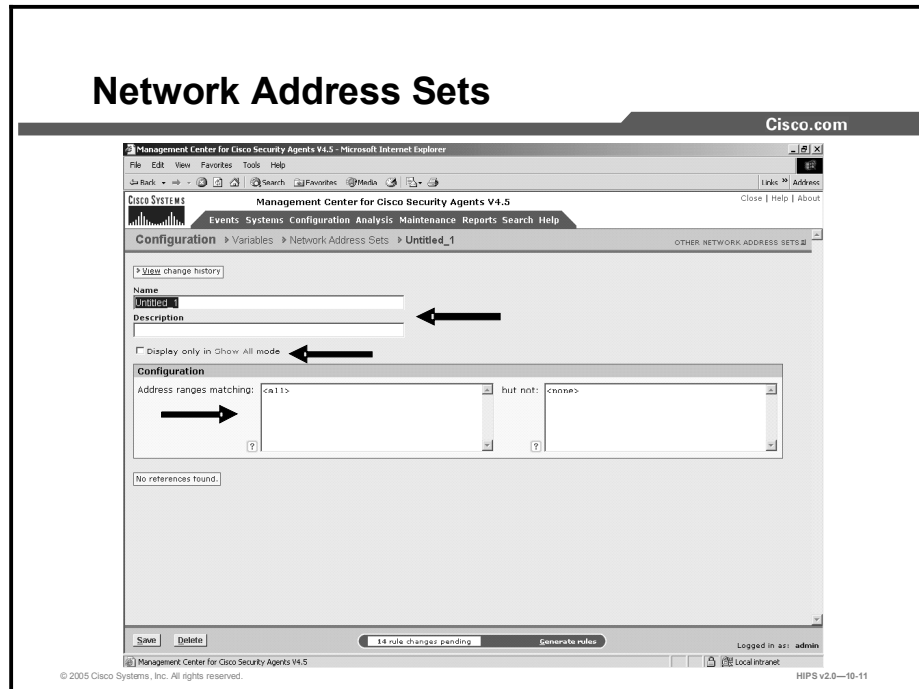 Network Address Sets
Cisco.com
Management Center for Cisco Security Agents V4.5 - Microsoft Internet Explorer
File Edit View Favorites Tools Help
Back Search Favorites Media Links » Address
CISCO SYSTEMS
Management Center for Cisco Security Agents V4.5
Close | Help | About
Events Systems Configuration Analysis Maintenance Reports Search Help
Configuration Variables Network Address Sets Untitled_1
OTHER NETWORK ADDRESS SETS
View change history
Name
Untitled_1
Description
Display only in Show All mode
Configuration
Address ranges matching: <all> but not: <none>
? ?
No references found.
Save Delete 14 rule changes pending Generate rules Logged in as: admin
Management Center for Cisco Security Agents V4.5 Local intranet
© 2005 Cisco Systems, Inc. All rights reserved. HIPS v2.0—10-11